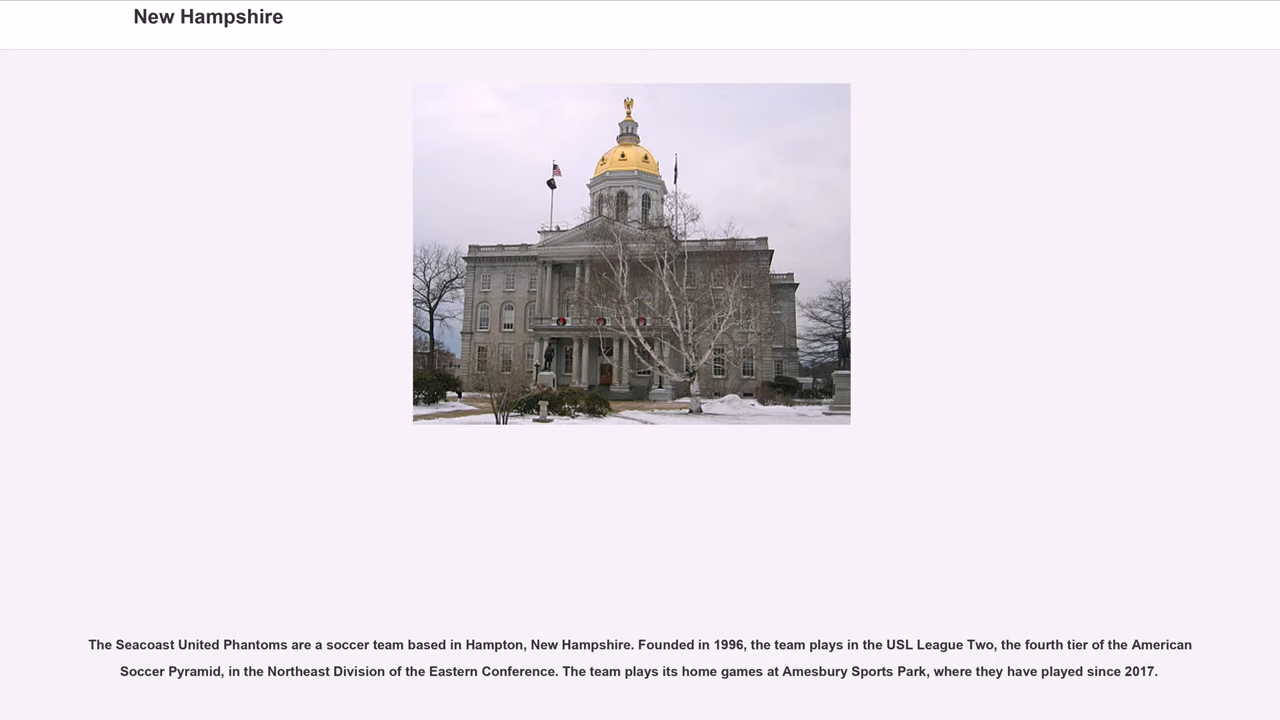 New Hampshire
The Seacoast United Phantoms are a soccer team based in Hampton, New Hampshire. Founded in 1996, the team plays in the USL League Two, the fourth tier of the American
Soccer Pyramid, in the Northeast Division of the Eastern Conference. The team plays its home games at Amesbury Sports Park, where they have played since 2017.